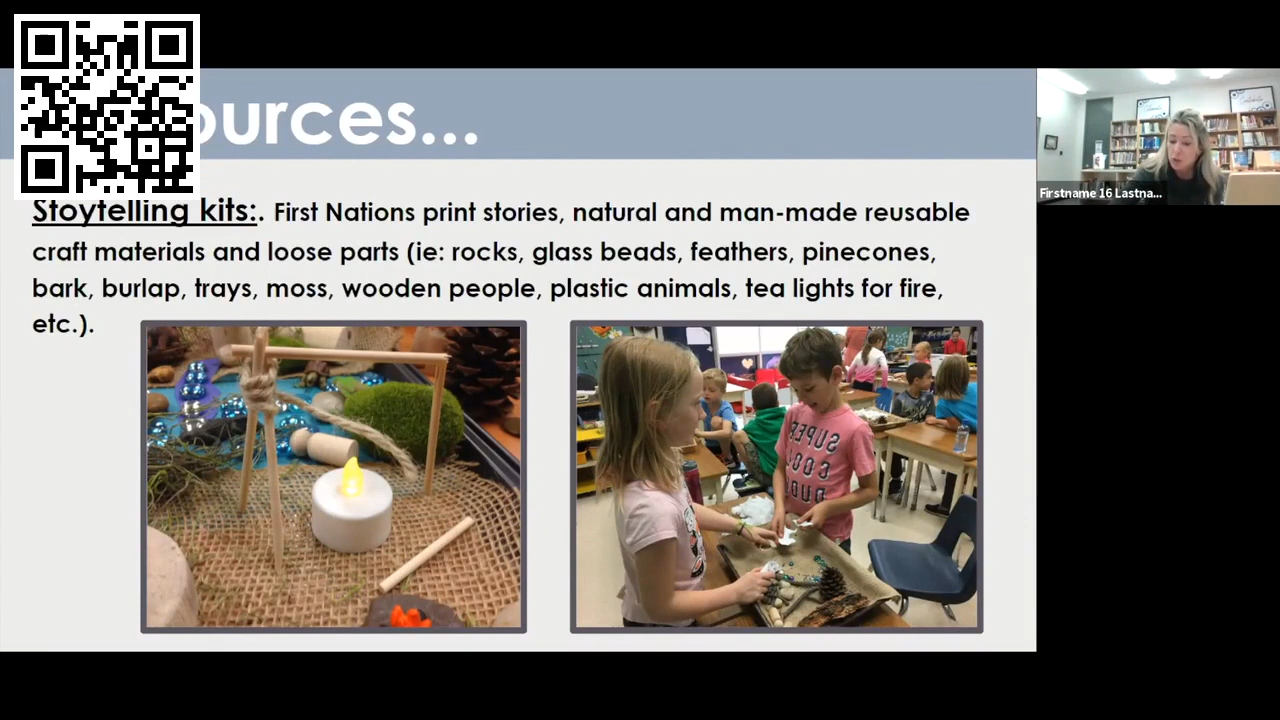 ources...
Stoytelling kits:. First Nations print stories, natural and man-made reusable
craft materials and loose parts (ie: rocks, glass beads, feathers, pinecones,
bark, burlap, trays, moss, wooden people, plastic animals, tea lights for fire,
etc.).
Firstname 16 Lastna...
SUPER
COOL
DUDE